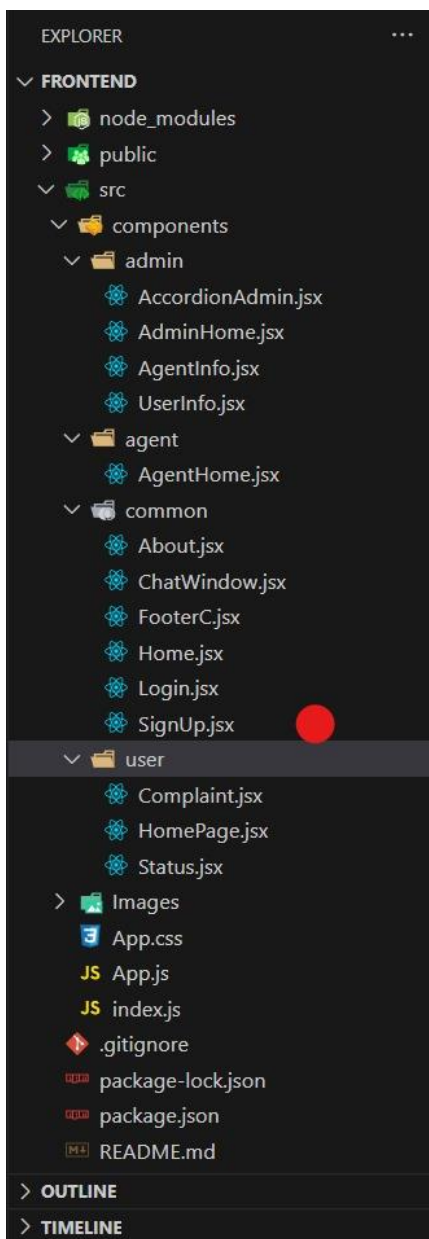 EXPLORER ...
FRONTEND
node_modules
public
src
components
admin
AccordionAdmin.jsx
AdminHome.jsx
AgentInfo.jsx
UserInfo.jsx
agent
AgentHome.jsx
common
About.jsx
ChatWindow.jsx
FooterC.jsx
Home.jsx
Login.jsx
SignUp.jsx
user
Complaint.jsx
HomePage.jsx
Status.jsx
Images
App.css
JS App.js
JS index.js
.gitignore
package-lock.json
package.json
README.md
OUTLINE
TIMELINE